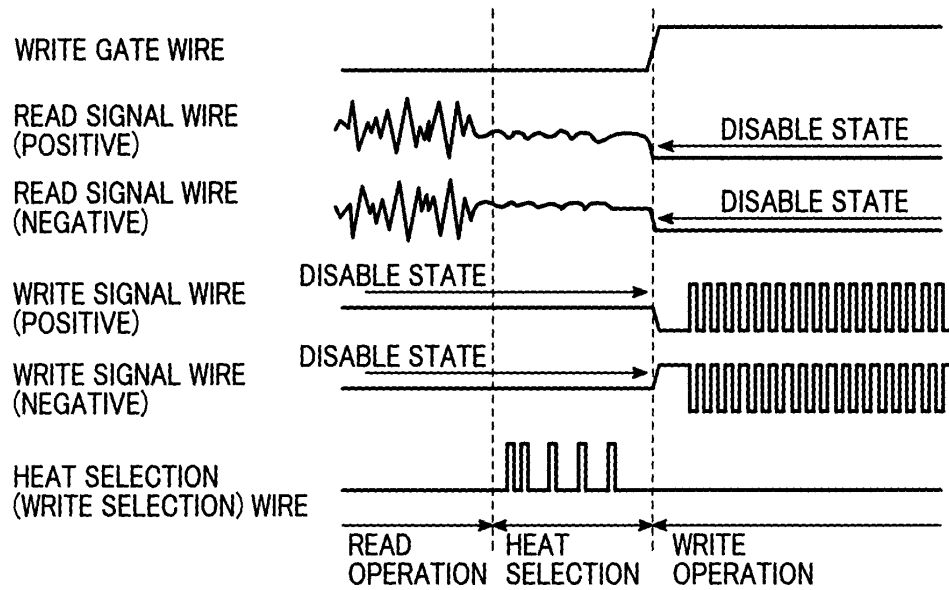 WRITE GATE WIRE
READ SIGNAL WIRE
(POSITIVE)
DISABLE STATE
READ SIGNAL WIRE
(NEGATIVE)
DISABLE STATE
DISABLE STATE
WRITE SIGNAL WIRE
(POSITIVE)
DISABLE STATE
WRITE SIGNAL WIRE
(NEGATIVE)
HEAT SELECTION
(WRITE SELECTION) WIRE
READ
OPERATION
HEAT
SELECTION
WRITE
OPERATION